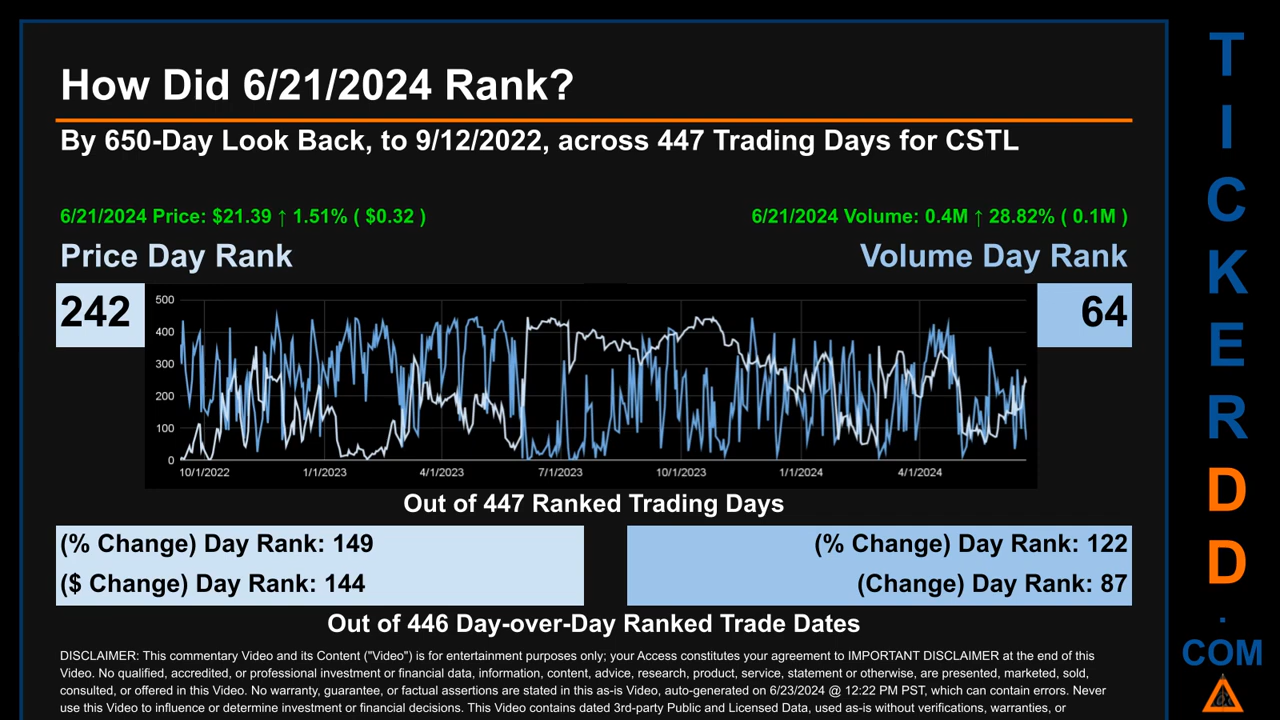 How Did 6/21/2024 Rank?
By 650-Day Look Back, to 9/12/2022, across 447 Trading Days for CSTL
6/21/2024 Price: $21.39 ↑ 1.51% ( $0.32 )
6/21/2024 Volume: 0.4M ↑ 28.82% ( 0.1M )
Price Day Rank
Volume Day Rank
242
64
500
400
300
200
100
0
10/1/2022
1/1/2023
4/1/2023
7/1/2023
10/1/2023
1/1/2024
4/1/2024
Out of 447 Ranked Trading Days
(% Change) Day Rank: 149
($ Change) Day Rank: 144
(% Change) Day Rank: 122
(Change) Day Rank: 87
Out of 446 Day-over-Day Ranked Trade Dates
DISCLAIMER: This commentary Video and its Content ("Video") is for entertainment purposes only; your Access constitutes your agreement to IMPORTANT DISCLAIMER at the end of this
Video. No qualified, accredited, or professional investment or financial data, information, content, advice, research, product, service, statement or otherwise, are presented, marketed, sold,
consulted, or offered in this Video. No warranty, guarantee, or factual assertions are stated in this as-is Video, auto-generated on 6/23/2024 @ 12:22 PM PST, which can contain errors. Never
use this Video to influence or determine investment or financial decisions. This Video contains dated 3rd-party Public and Licensed Data, used as-is without verifications, warranties, or
T
I
C
K
E
R
D
D
.
COM